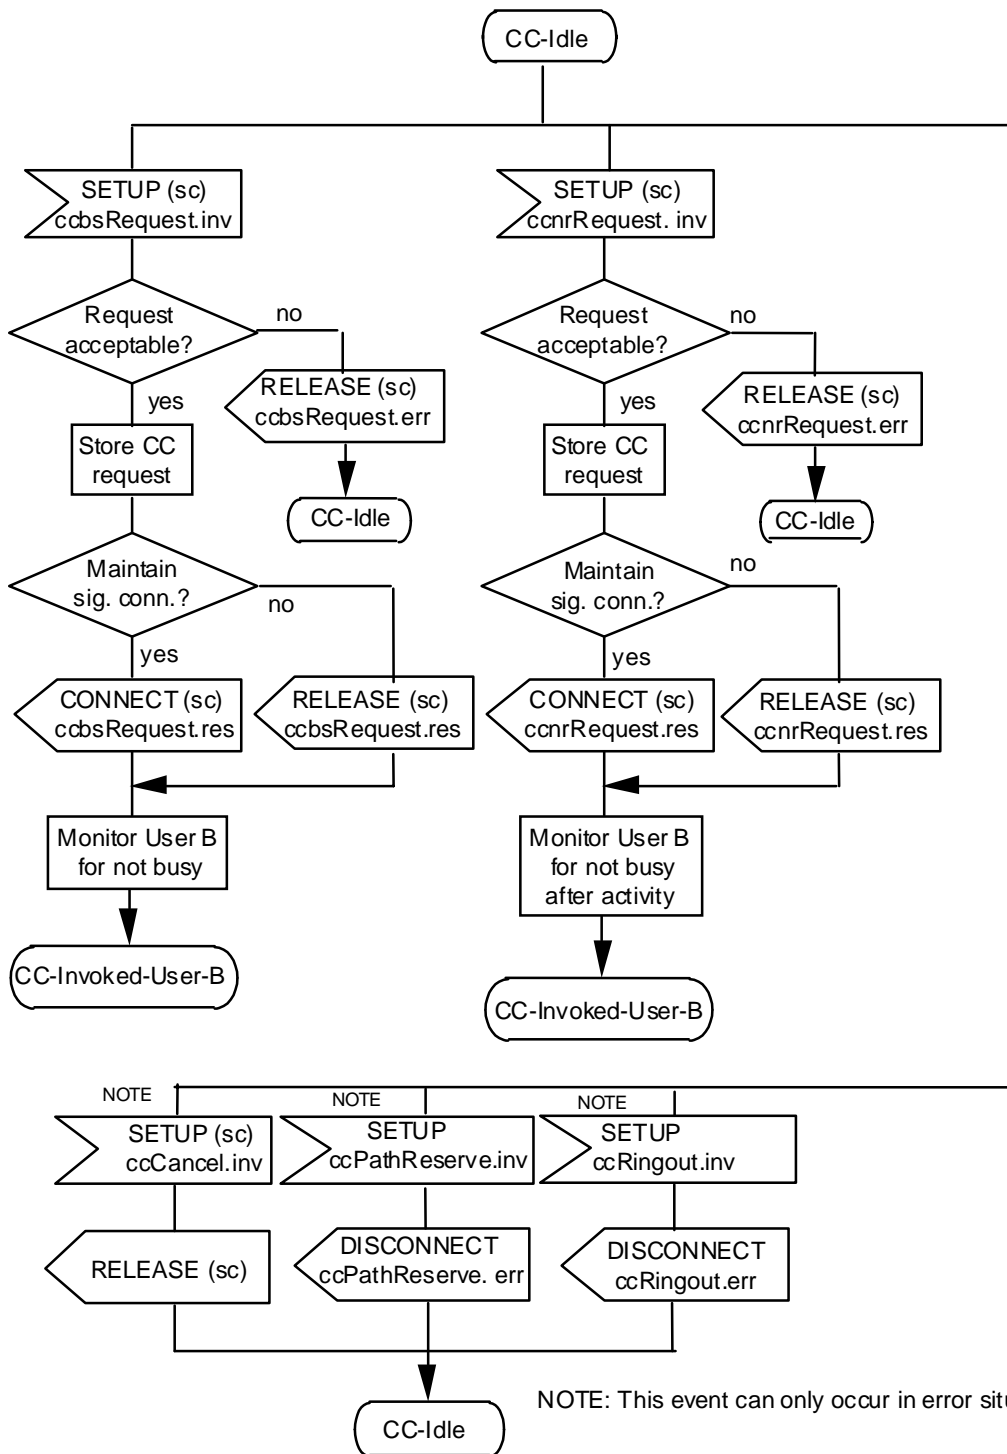 CC-Idle
SETUP (sc)
ccbsRequest.inv
SETUP (sc)
ccnrRequest. inv
Request
acceptable?
no
Request
acceptable?
no
RELEASE (sc)
ccbsRequest.err
RELEASE (sc)
ccnrRequest.err
yes
yes
Store CC
request
Store CC
request
CC-Idle
CC-Idle
Maintain
sig. conn.?
no
Maintain
sig. conn.?
no
yes
yes
CONNECT (sc)
ccbsRequest.res
RELEASE (sc)
ccbsRequest.res
CONNECT (sc)
ccnrRequest.res
RELEASE (sc)
ccnrRequest.res
Monitor User B
for not busy
Monitor User B
for not busy
after activity
CC-Invoked-User-B
CC-Invoked-User-B
NOTE
NOTE
NOTE
SETUP (sc)
ccCancel.inv
SETUP
ccPathReserve.inv
SETUP
ccRingout.inv
RELEASE (sc)
DISCONNECT
ccPathReserve. err
DISCONNECT
ccRingout.err
CC-Idle
NOTE: This event can only occur in error